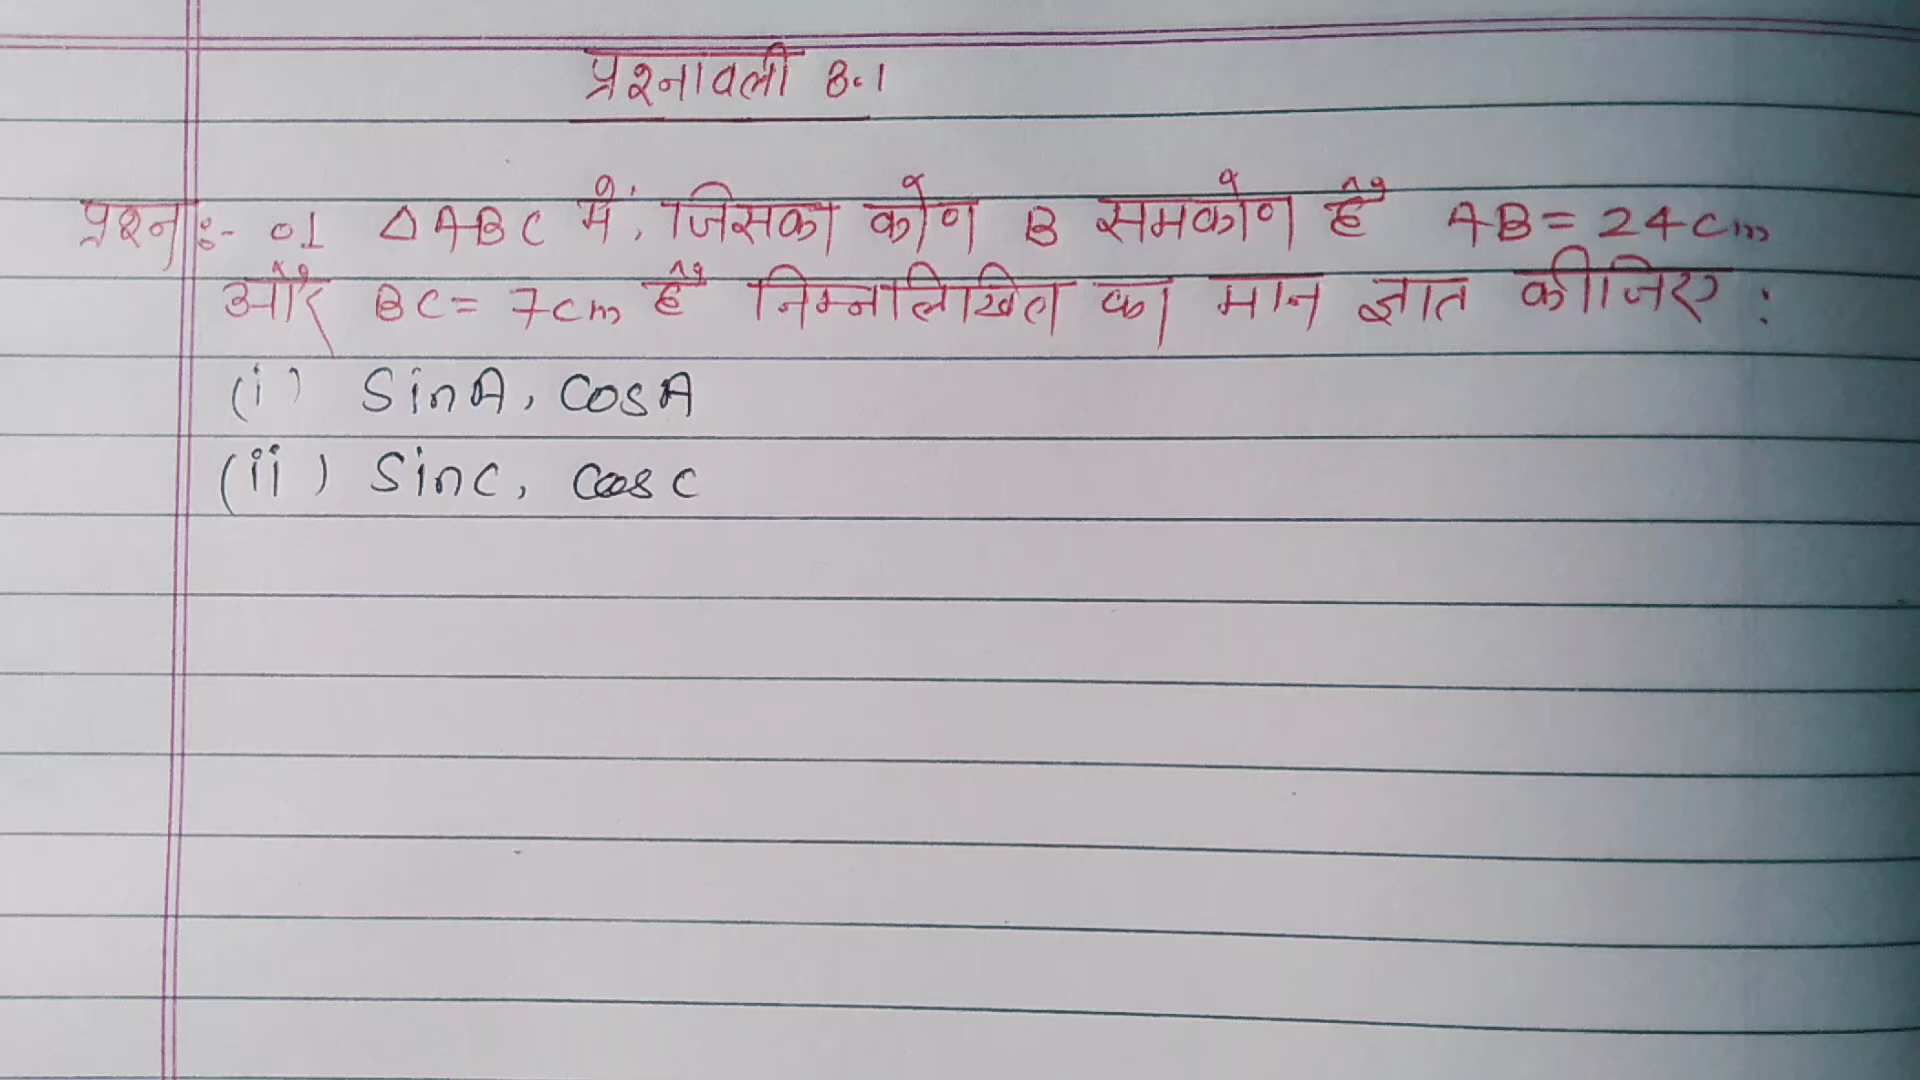 प्रश्नावली 8.1
प्रश्न :- 01 △ABC में, जिसका कोण B समकोण है AB = 24cm
और BC = 7cm है निम्नलिखित का मान ज्ञात कीजिए :
(i) SinA, CosA
(ii) Sinc, cos c